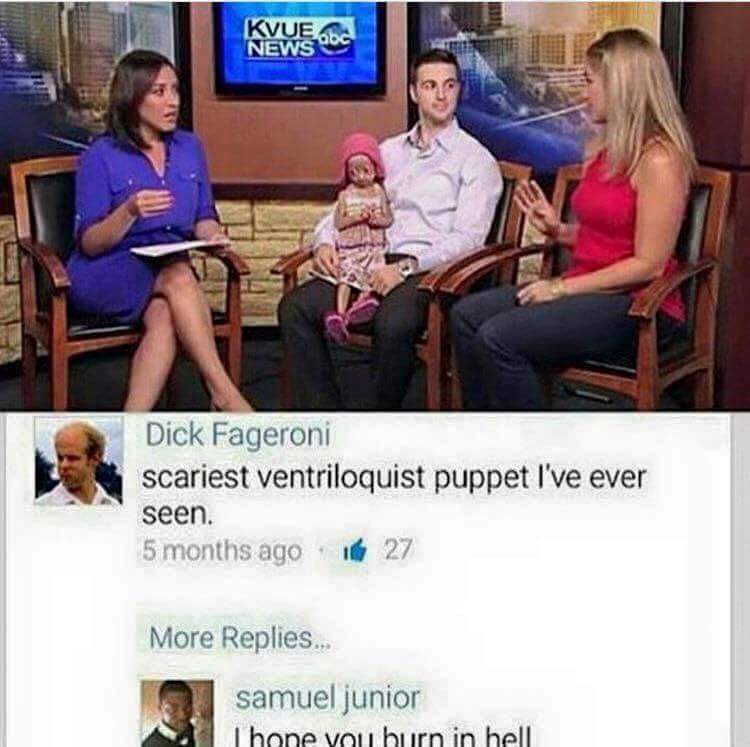 KVUE abc
NEWS
Dick Fageroni
scariest ventriloquist puppet I've ever
seen.
5 months ago · 27
More Replies...
samuel junior
I hope you burn in hell